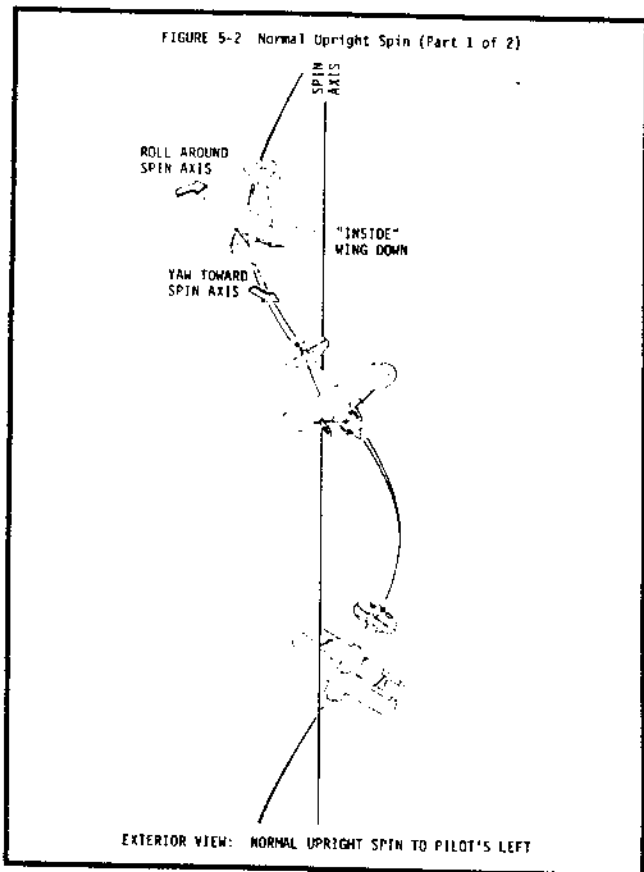 FIGURE 5-2 Normal Upright Spin (Part 1 of 2)
SPIN
AXIS
ROLL AROUND
SPIN AXIS
"INSIDE"
WING DOWN
YAW TOWARD
SPIN AXIS
EXTERIOR VIEW: NORMAL UPRIGHT SPIN TO PILOT'S LEFT